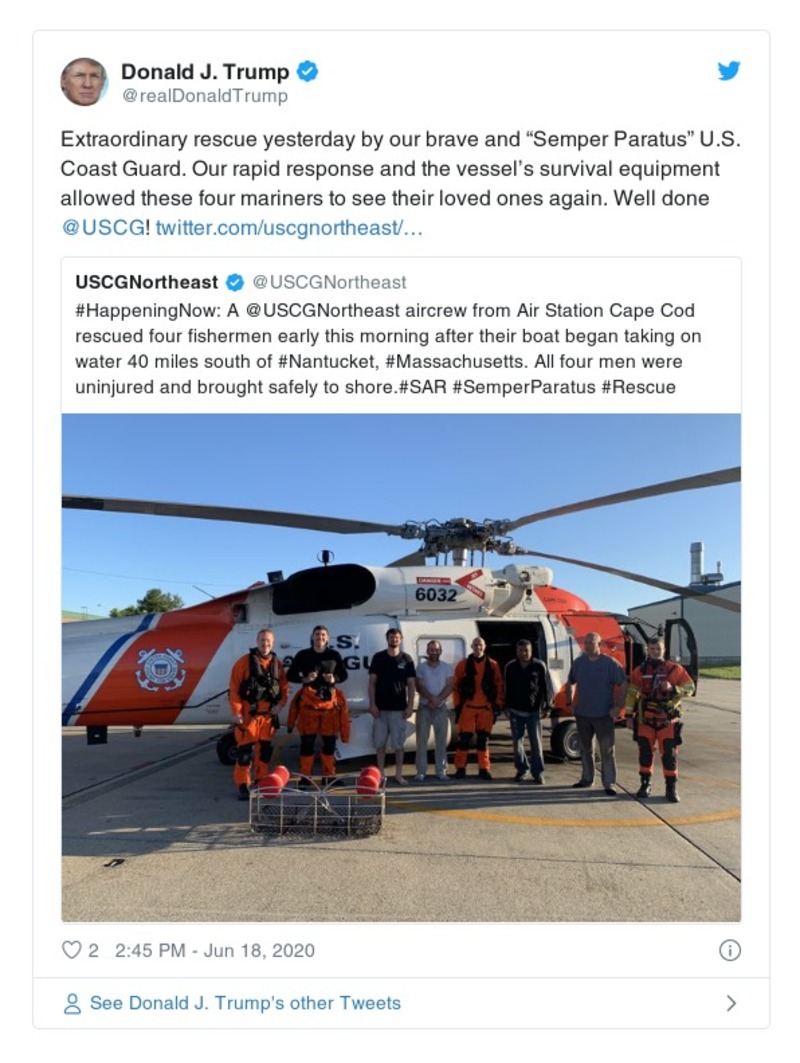 Donald J. Trump
@realDonaldTrump
Extraordinary rescue yesterday by our brave and “Semper Paratus” U.S.
Coast Guard. Our rapid response and the vessel’s survival equipment
allowed these four mariners to see their loved ones again. Well done
@USCG! twitter.com/uscgnortheast/…
USCGNortheast @USCGNortheast
#HappeningNow: A @USCGNortheast aircrew from Air Station Cape Cod
rescued four fishermen early this morning after their boat began taking on
water 40 miles south of #Nantucket, #Massachusetts. All four men were
uninjured and brought safely to shore.#SAR #SemperParatus #Rescue
DANGER
6032
.S.
GU
2 2:45 PM - Jun 18, 2020
See Donald J. Trump's other Tweets